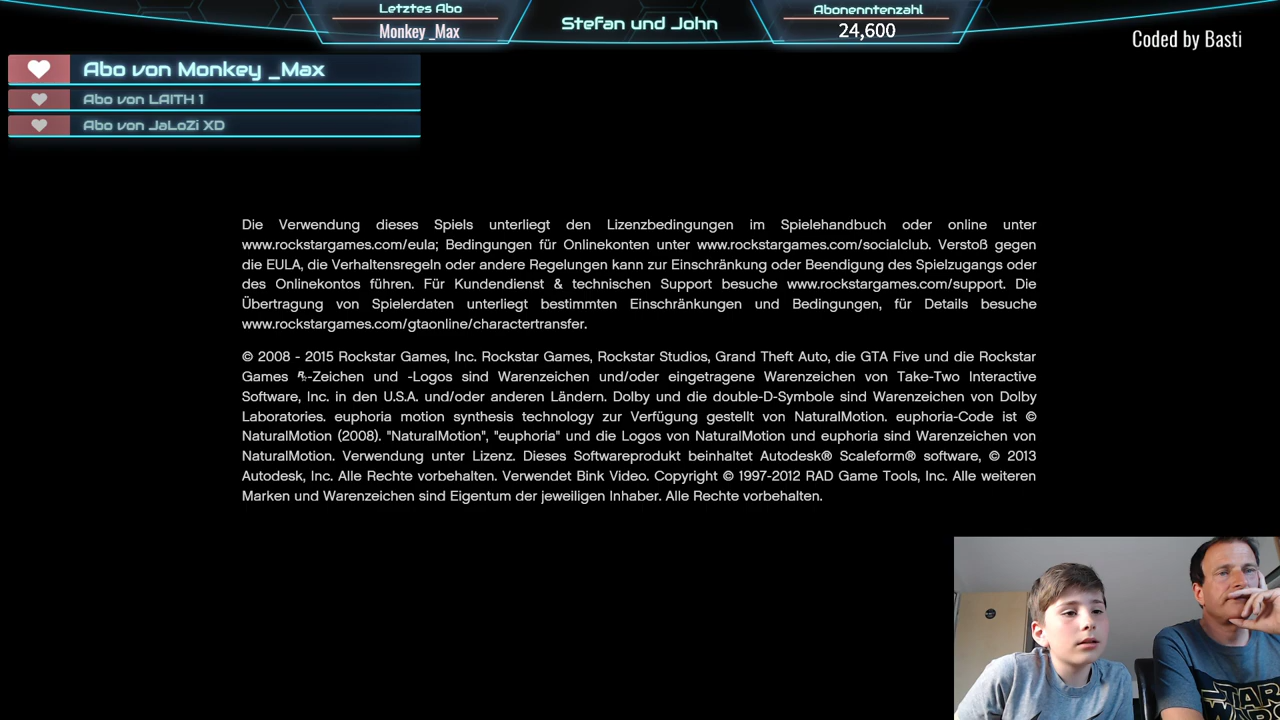 Letztes Abo
Monkey _Max
Stefan und John
Abonenntenzahl
24,600
Coded by Basti
Abo von Monkey _Max
Abo von LAITH 1
Abo von JaLoZi XD
Die Verwendung dieses Spiels unterliegt den Lizenzbedingungen im Spielehandbuch oder online unter
www.rockstargames.com/eula; Bedingungen für Onlinekonten unter www.rockstargames.com/socialclub. Verstoß gegen
die EULA, die Verhaltensregeln oder andere Regelungen kann zur Einschränkung oder Beendigung des Spielzugangs oder
des Onlinekontos führen. Für Kundendienst & technischen Support besuche www.rockstargames.com/support. Die
Übertragung von Spielerdaten unterliegt bestimmten Einschränkungen und Bedingungen, für Details besuche
www.rockstargames.com/gtaonline/charactertransfer.
© 2008 - 2015 Rockstar Games, Inc. Rockstar Games, Rockstar Studios, Grand Theft Auto, die GTA Five und die Rockstar
Games R*-Zeichen und -Logos sind Warenzeichen und/oder eingetragene Warenzeichen von Take-Two Interactive
Software, Inc. in den U.S.A. und/oder anderen Ländern. Dolby und die double-D-Symbole sind Warenzeichen von Dolby
Laboratories. euphoria motion synthesis technology zur Verfügung gestellt von NaturalMotion. euphoria-Code ist ©
NaturalMotion (2008). "NaturalMotion", "euphoria" und die Logos von NaturalMotion und euphoria sind Warenzeichen von
NaturalMotion. Verwendung unter Lizenz. Dieses Softwareprodukt beinhaltet Autodesk® Scaleform® software, © 2013
Autodesk, Inc. Alle Rechte vorbehalten. Verwendet Bink Video. Copyright © 1997-2012 RAD Game Tools, Inc. Alle weiteren
Marken und Warenzeichen sind Eigentum der jeweiligen Inhaber. Alle Rechte vorbehalten.
STAR
WARS